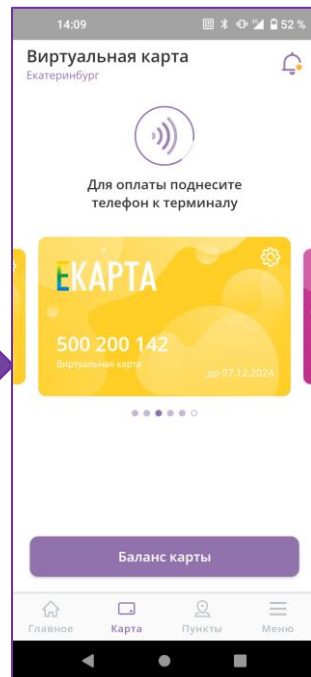 14:09
52 %
Виртуальная карта
Екатеринбург
Для оплаты поднесите
телефон к терминалу
ЕКАРТА
500 200 142
Виртуальная карта
до 07.12.2024
Баланс карты
Главное
Карта
Пункты
Меню